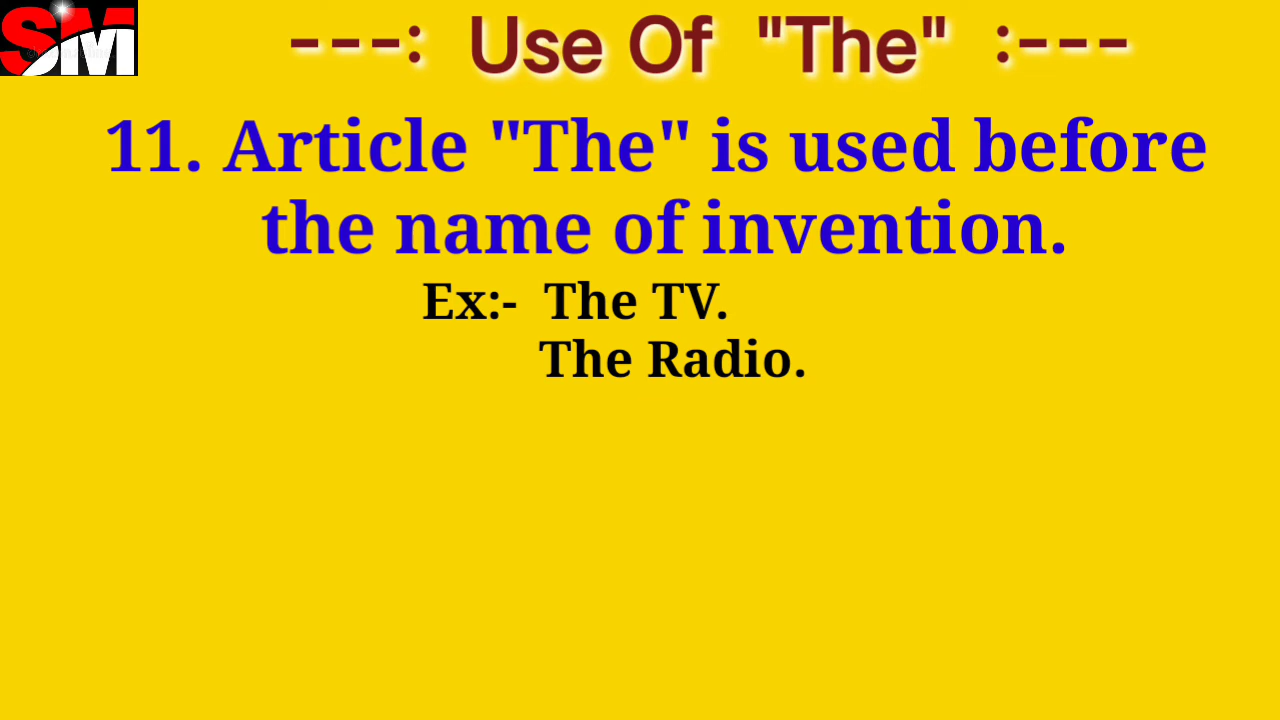 SM
---: Use Of "The" :---
11. Article "The" is used before
the name of invention.
Ex:- The TV.
The Radio.